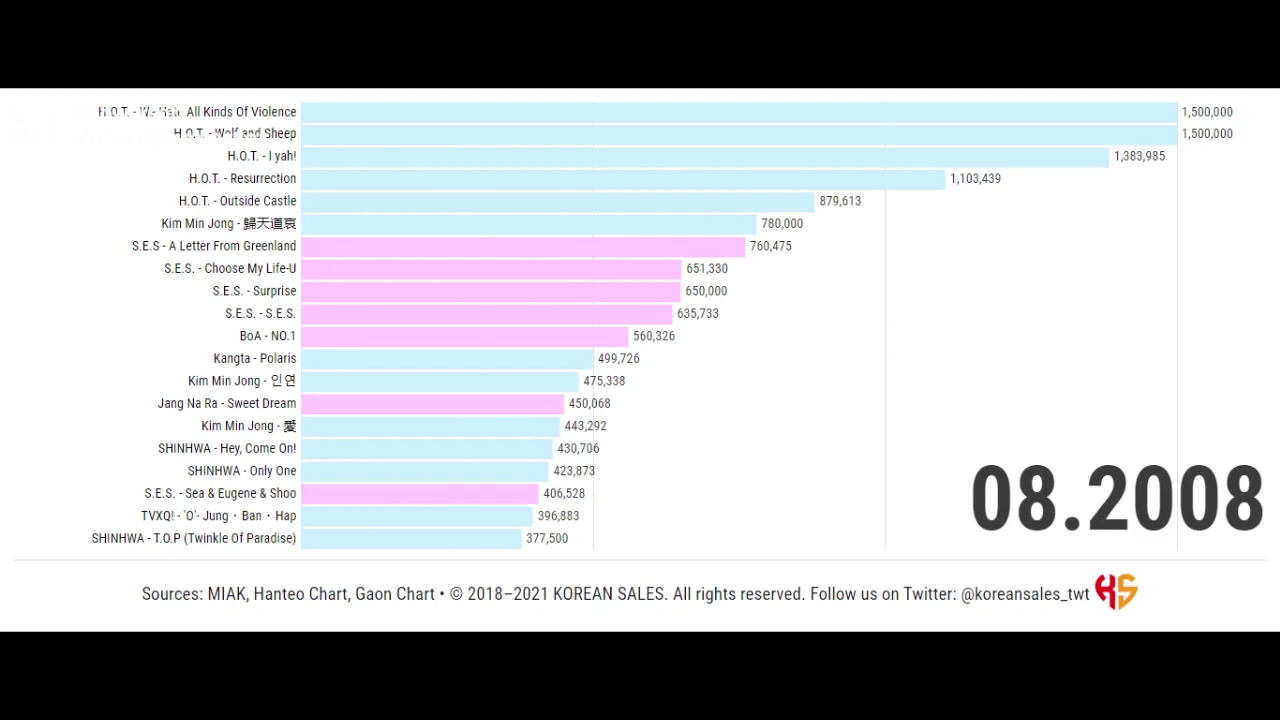 H.O.T. - We Hate All Kinds Of Violence 1,500,000
H.O.T. - Wolf and Sheep 1,500,000
H.O.T. - I yah! 1,383,985
H.O.T. - Resurrection 1,103,439
H.O.T. - Outside Castle 879,613
Kim Min Jong - 歸天道哀 780,000
S.E.S - A Letter From Greenland 760,475
S.E.S. - Choose My Life-U 651,330
S.E.S. - Surprise 650,000
S.E.S. - S.E.S. 635,733
BoA - NO.1 560,326
Kangta - Polaris 499,726
Kim Min Jong - 인연 475,338
Jang Na Ra - Sweet Dream 450,068
Kim Min Jong - 愛 443,292
SHINHWA - Hey, Come On! 430,706
SHINHWA - Only One 423,873
S.E.S. - Sea & Eugene & Shoo 406,528
TVXQ! - 'O'- Jung・Ban・Hap 396,883
SHINHWA - T.O.P (Twinkle Of Paradise) 377,500
08.2008
Sources: MIAK, Hanteo Chart, Gaon Chart • © 2018–2021 KOREAN SALES. All rights reserved. Follow us on Twitter: @koreansales_twt HS